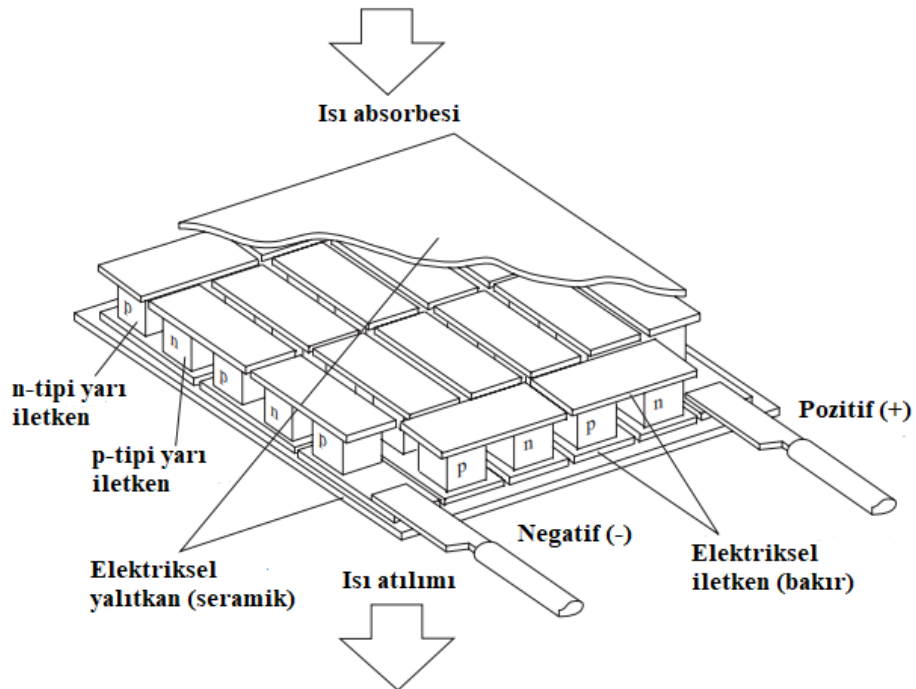 Isı absorbesi
p
n
p
n
p
p
n
p
n
n-tipi yarı
iletken
p-tipi yarı
iletken
Pozitif (+)
Negatif (-)
Elektriksel
yalıtkan (seramik)
Isı atılımı
Elektriksel
iletken (bakır)